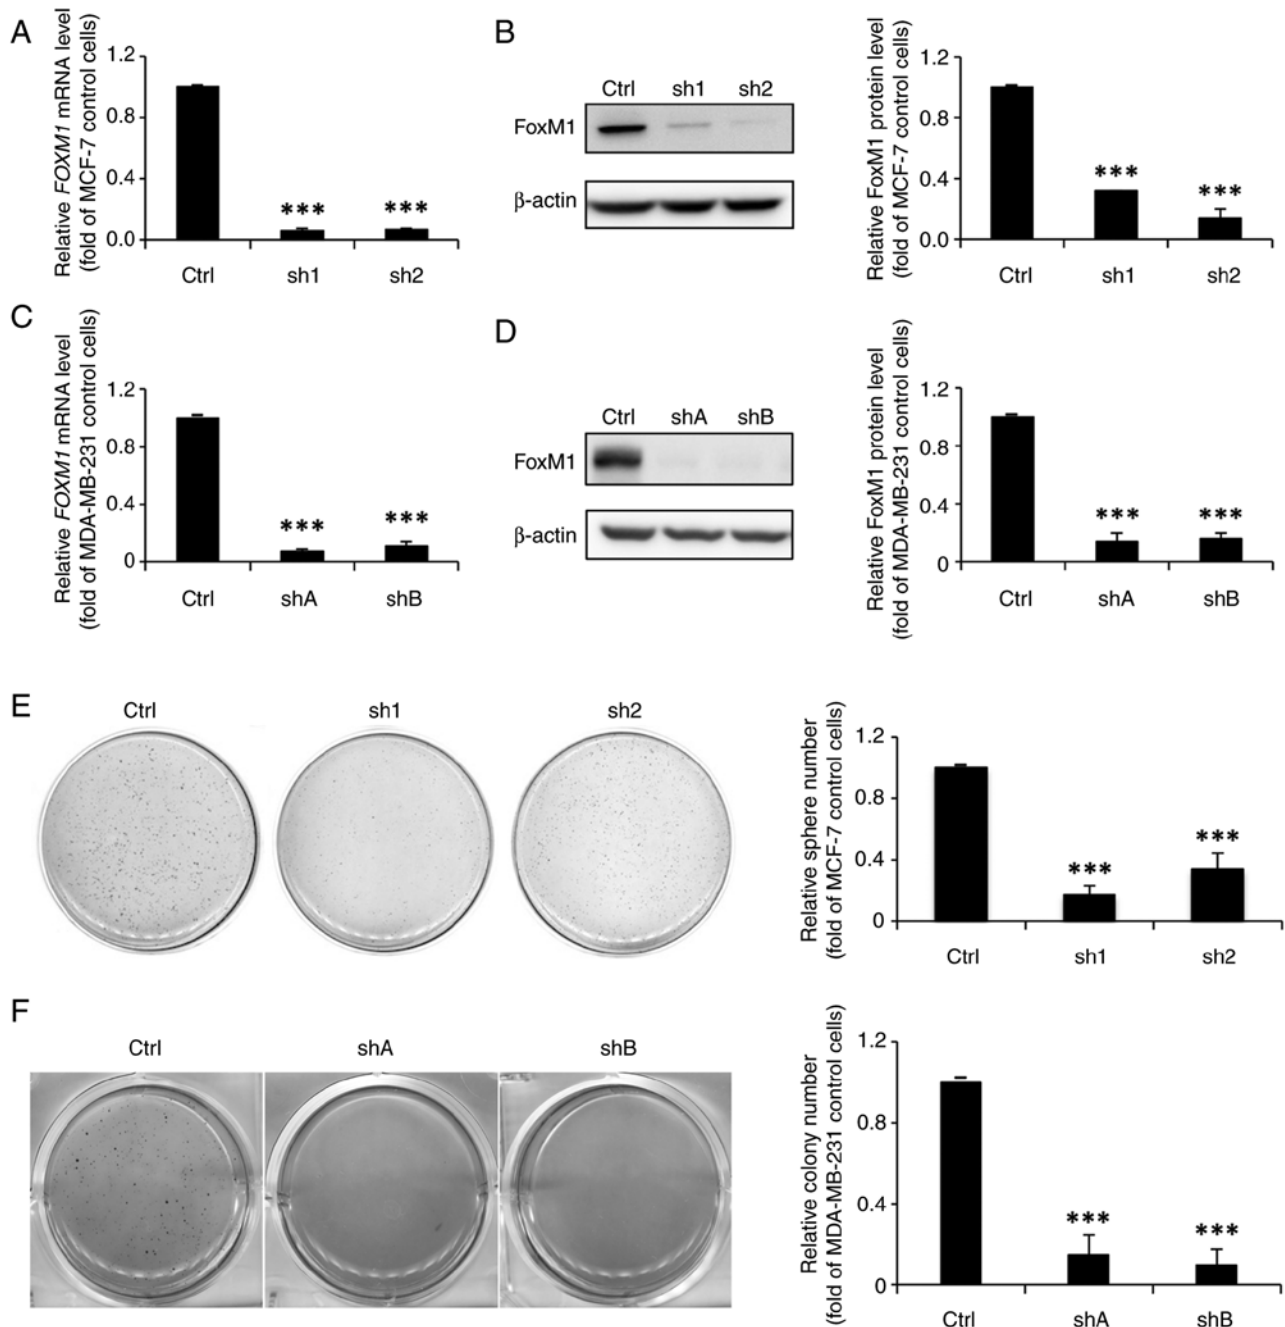 A
Relative FOXM1 mRNA level
(fold of MCF-7 control cells)
1.2
0.8
0.4
0.0
***
***
Ctrl
sh1
sh2
B
Ctrl
sh1
sh2
FoxM1
β-actin
Relative FoxM1 protein level
(fold of MCF-7 control cells)
1.2
0.8
0.4
0.0
***
***
Ctrl
sh1
sh2
C
Relative FOXM1 mRNA level
(fold of MDA-MB-231 control cells)
1.2
0.8
0.4
0
***
***
Ctrl
shA
shB
D
Ctrl
shA
shB
FoxM1
β-actin
Relative FoxM1 protein level
(fold of MDA-MB-231 control cells)
1.2
0.8
0.4
0
***
***
Ctrl
shA
shB
E
Ctrl
sh1
sh2
Relative sphere number
(fold of MCF-7 control cells)
1.2
0.8
0.4
0
***
***
Ctrl
sh1
sh2
F
Ctrl
shA
shB
Relative colony number
(fold of MDA-MB-231 control cells)
1.2
0.8
0.4
0
***
***
Ctrl
shA
shB